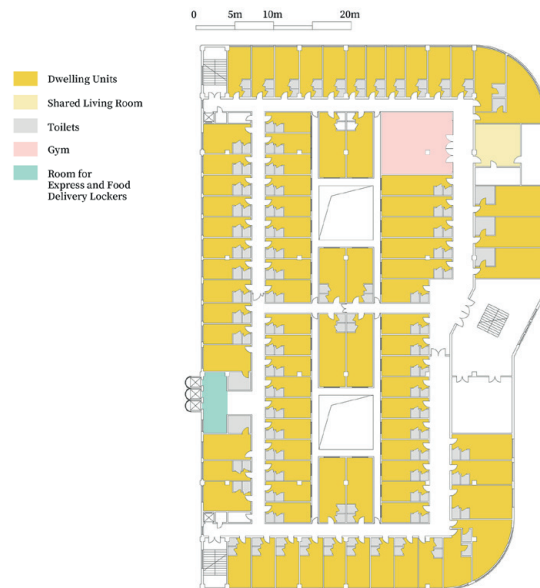 0 5m 10m 20m
Dwelling Units
Shared Living Room
Toilets
Gym
Room for
Express and Food
Delivery Lockers